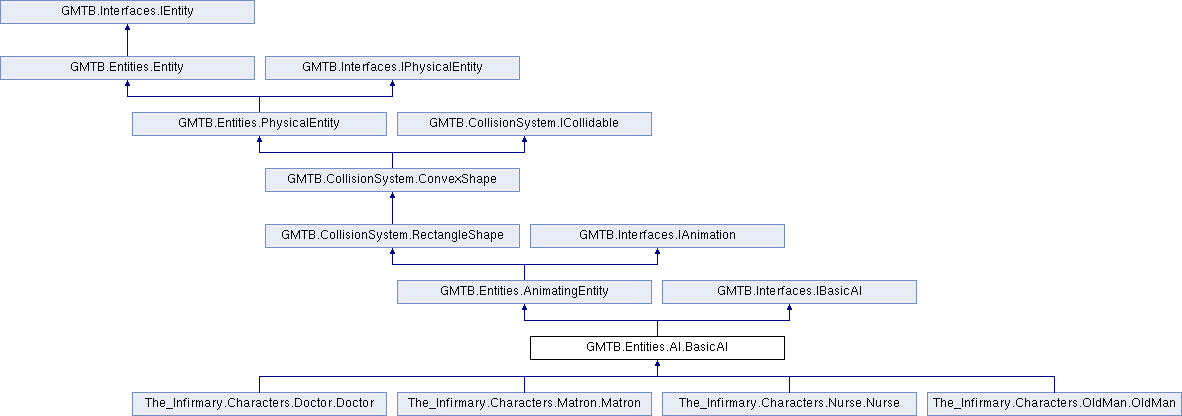 GMTB.Interfaces.IEntity
GMTB.Entities.Entity
GMTB.Interfaces.IPhysicalEntity
GMTB.Entities.PhysicalEntity
GMTB.CollisionSystem.ICollidable
GMTB.CollisionSystem.ConvexShape
GMTB.CollisionSystem.RectangleShape
GMTB.Interfaces.IAnimation
GMTB.Entities.AnimatingEntity
GMTB.Interfaces.IBasicAI
GMTB.Entities.AI.BasicAI
The_Infirmary.Characters.Doctor.Doctor
The_Infirmary.Characters.Matron.Matron
The_Infirmary.Characters.Nurse.Nurse
The_Infirmary.Characters.OldMan.OldMan